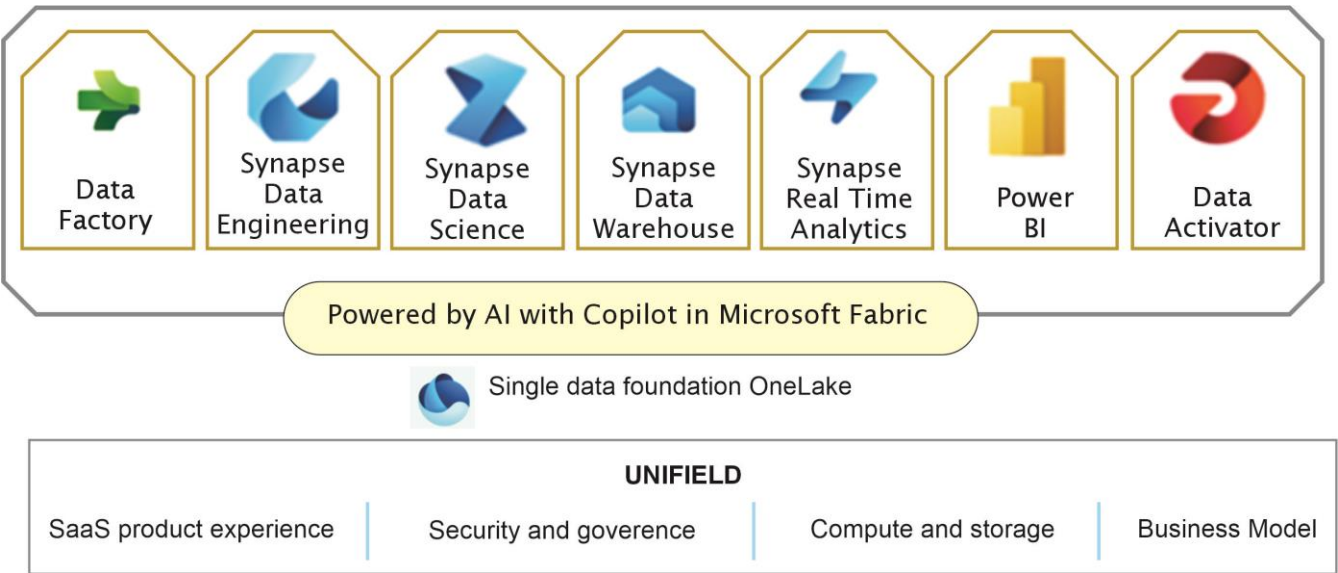 Data
Factory
Synapse
Data
Engineering
Synapse
Data
Science
Synapse
Data
Warehouse
Synapse
Real Time
Analytics
Power
BI
Data
Activator
Powered by AI with Copilot in Microsoft Fabric
Single data foundation OneLake
UNIFIELD
SaaS product experience
Security and goverence
Compute and storage
Business Model